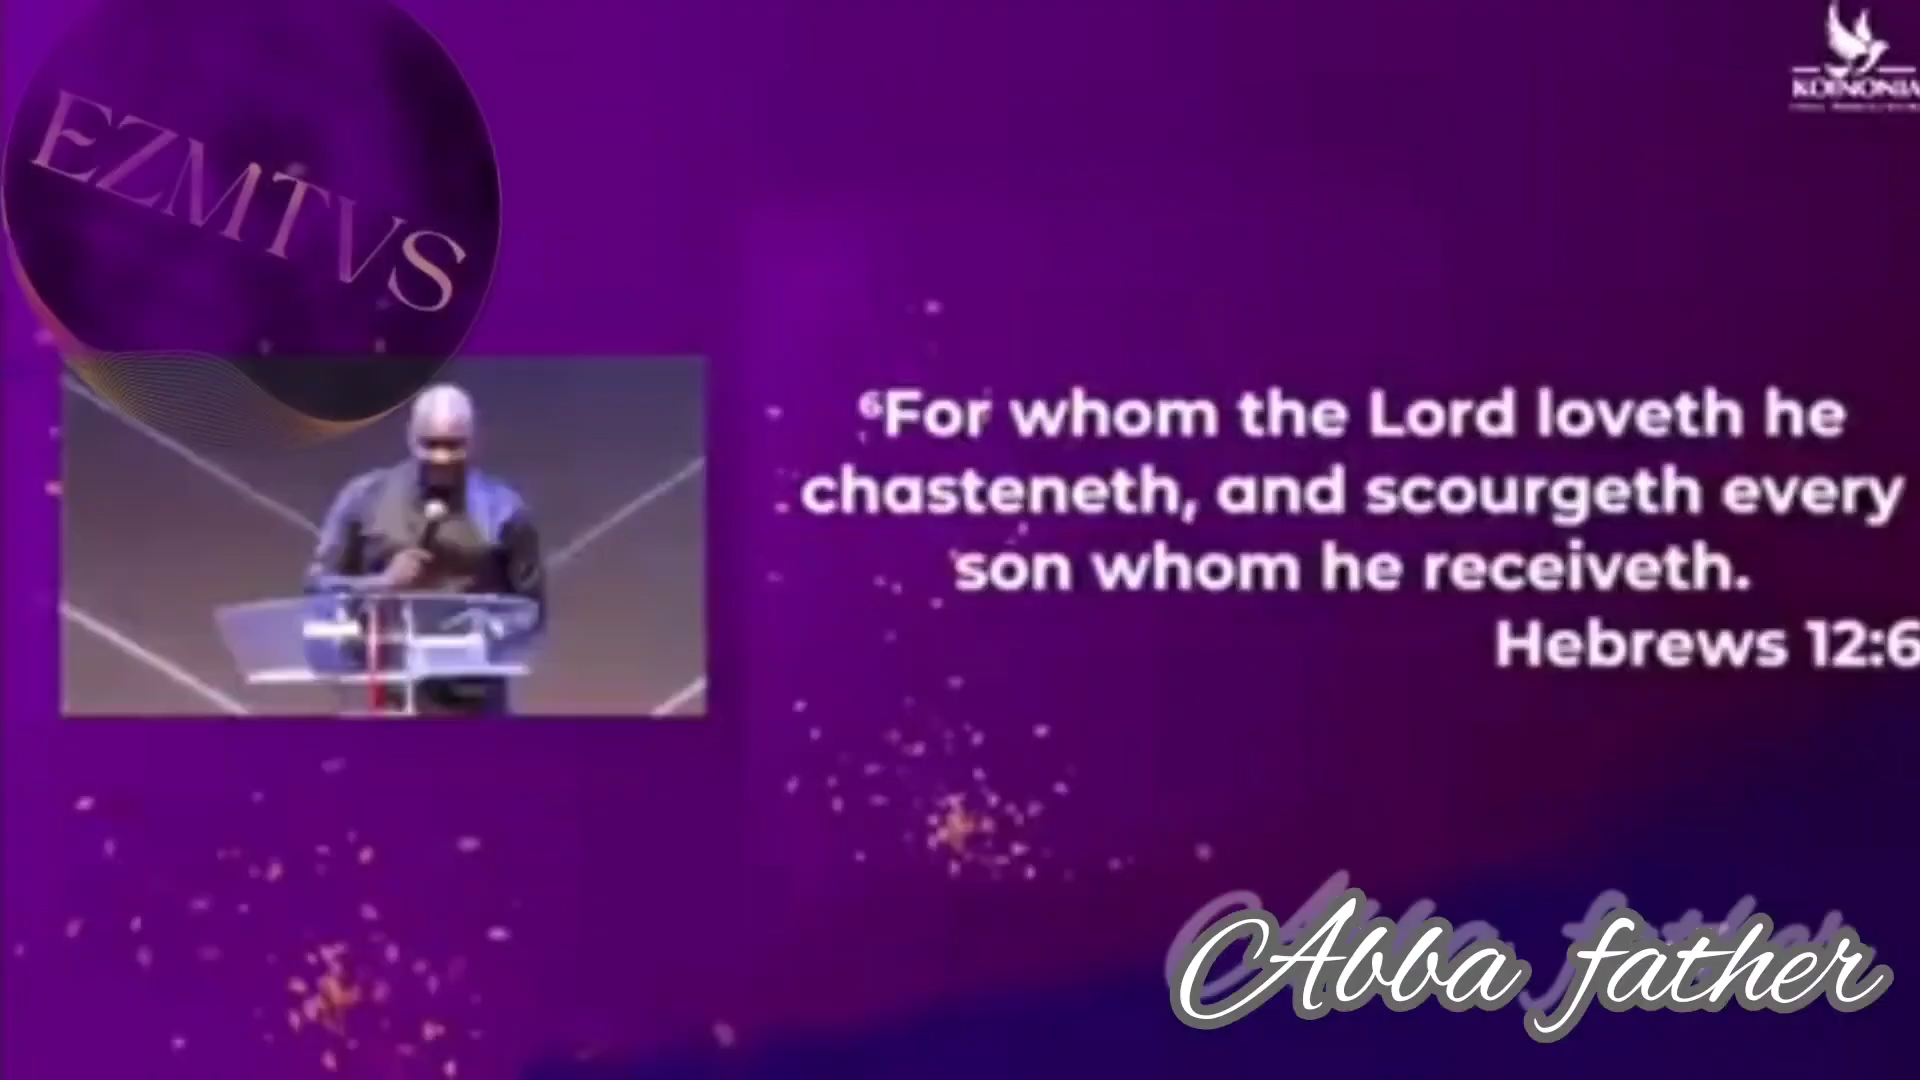 EZMTVS
KOINONIA
⁶For whom the Lord loveth he
chasteneth, and scourgeth every
son whom he receiveth.
Hebrews 12:6
Abba father